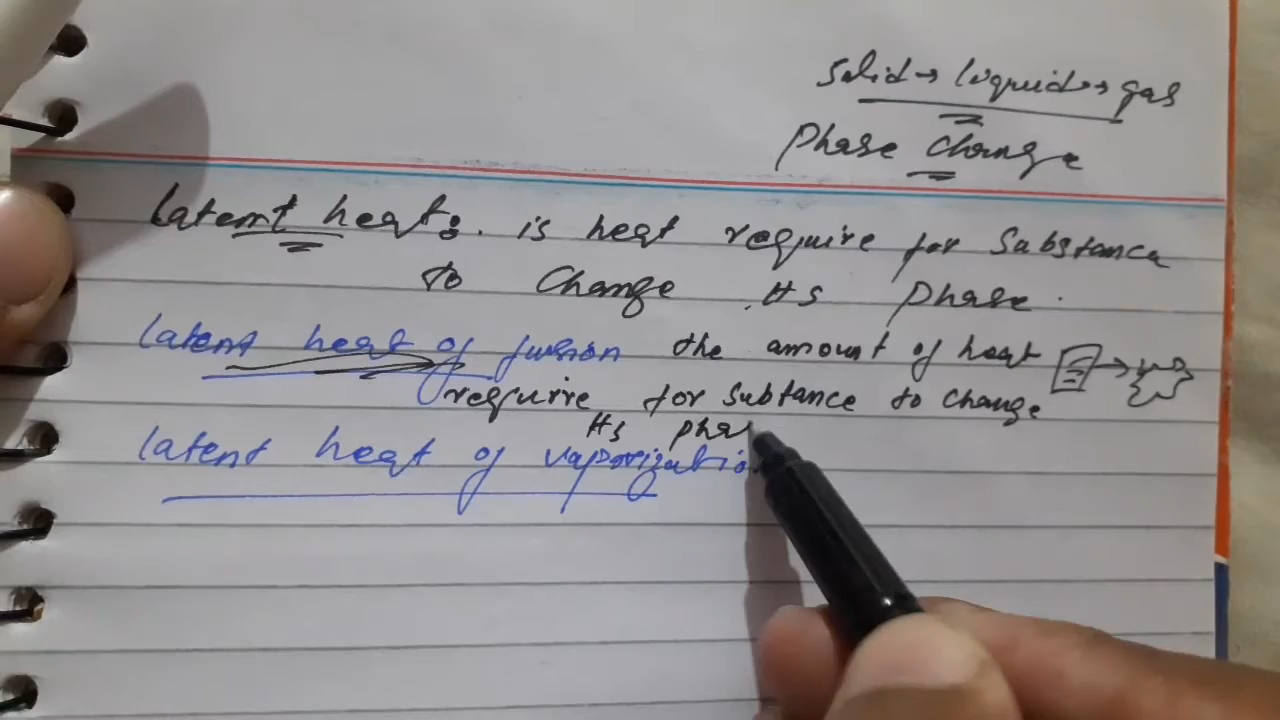 Solid → liquid → gas
Phase change
latent heat: is heat require for Substance
to Change its phase.
latent heat of fusion the amount of heat
require for subtance to change
its phas
latent heat of vaporization